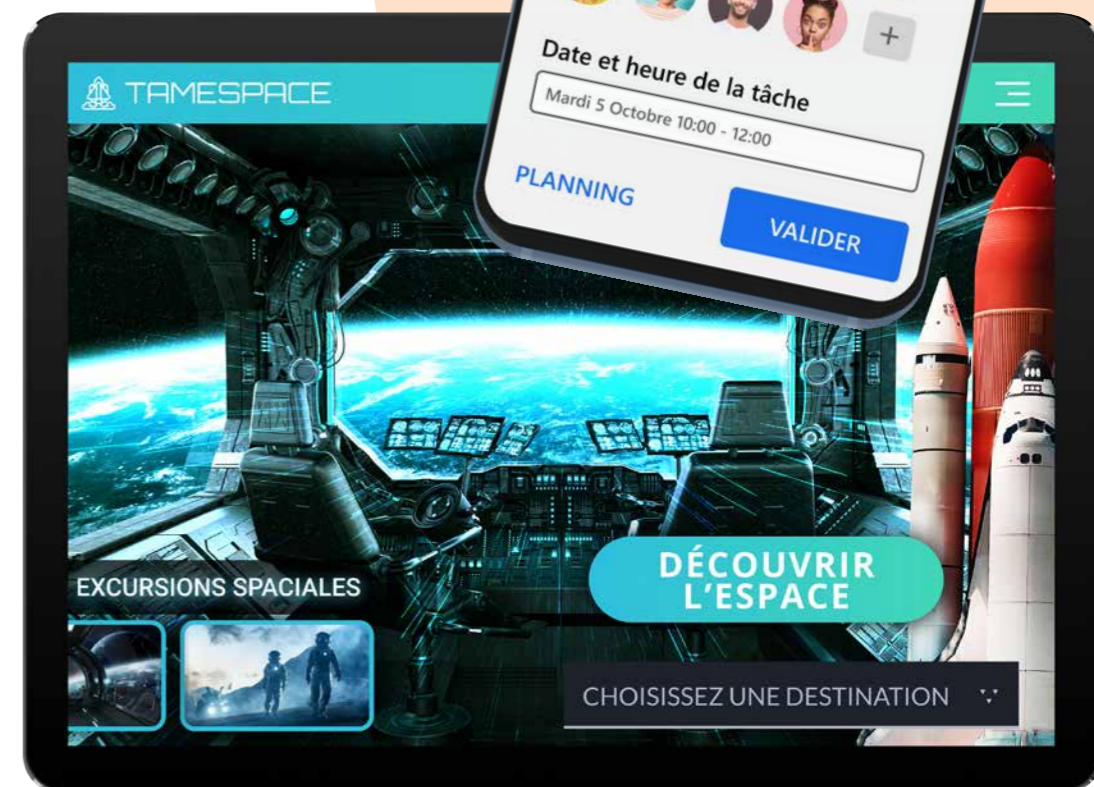 TAMESPACE
Date et heure de la tâche
Mardi 5 Octobre 10:00 - 12:00
PLANNING
VALIDER
EXCURSIONS SPACIALES
DÉCOUVRIR
L'ESPACE
CHOISISSEZ UNE DESTINATION